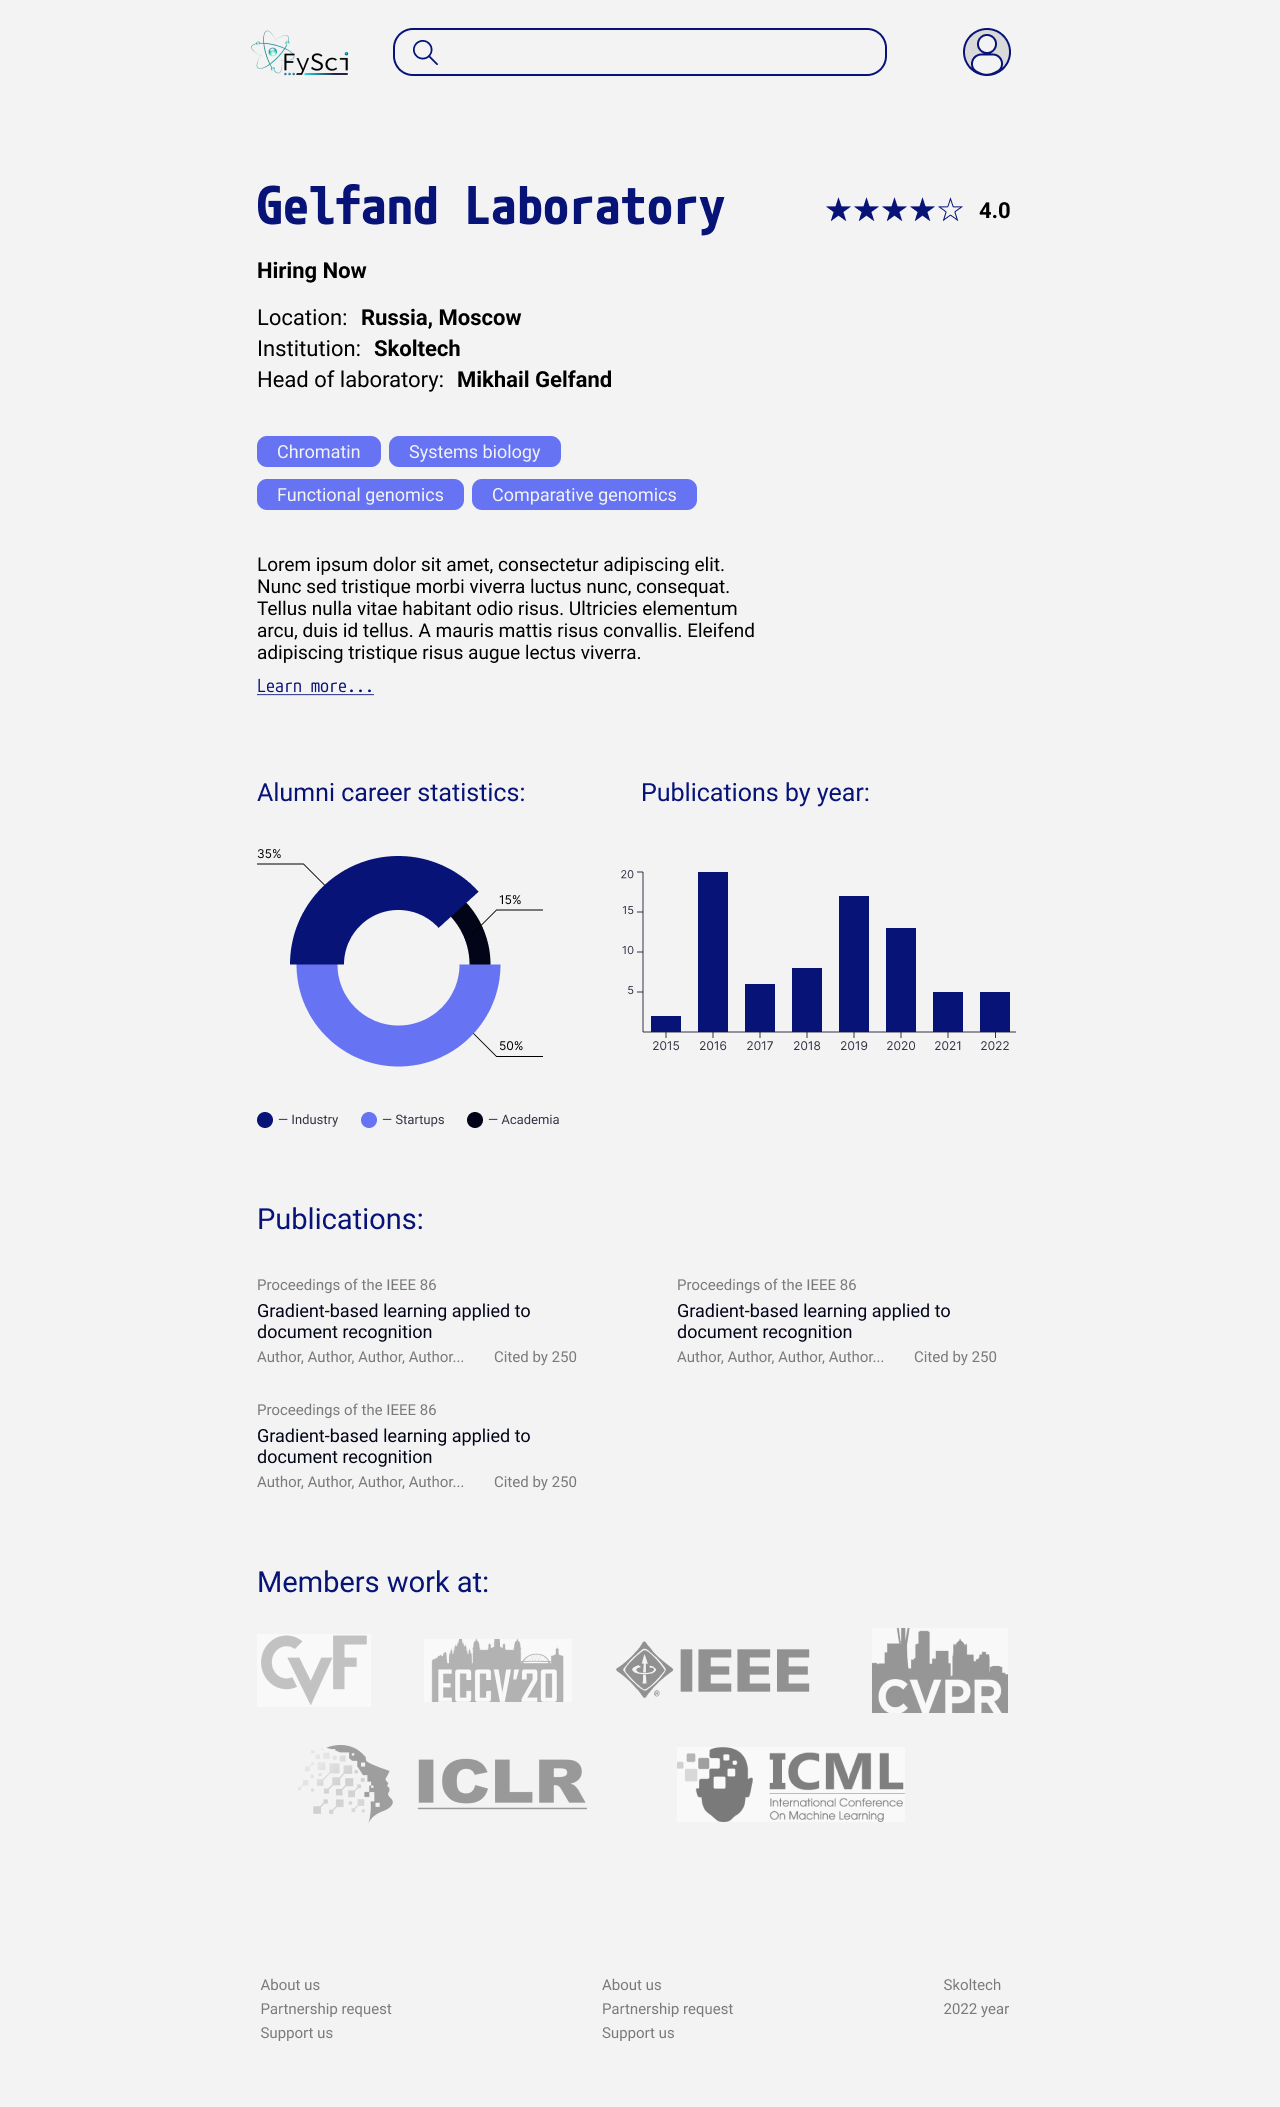 FySci
Gelfand Laboratory
★★★★☆ 4.0
Hiring Now
Location: Russia, Moscow
Institution: Skoltech
Head of laboratory: Mikhail Gelfand
Chromatin Systems biology
Functional genomics Comparative genomics
Lorem ipsum dolor sit amet, consectetur adipiscing elit.
Nunc sed tristique morbi viverra luctus nunc, consequat.
Tellus nulla vitae habitant odio risus. Ultricies elementum
arcu, duis id tellus. A mauris mattis risus convallis. Eleifend
adipiscing tristique risus augue lectus viverra.
Learn more...
Alumni career statistics:
35%
15%
50%
— Industry — Startups — Academia
Publications by year:
20
15
10
5
2015 2016 2017 2018 2019 2020 2021 2022
Publications:
Proceedings of the IEEE 86
Gradient-based learning applied to
document recognition
Author, Author, Author, Author... Cited by 250
Proceedings of the IEEE 86
Gradient-based learning applied to
document recognition
Author, Author, Author, Author... Cited by 250
Proceedings of the IEEE 86
Gradient-based learning applied to
document recognition
Author, Author, Author, Author... Cited by 250
Members work at:
CVF
ECCV'20
IEEE
®
CVPR
ICLR
ICML
International Conference
On Machine Learning
About us
Partnership request
Support us
About us
Partnership request
Support us
Skoltech
2022 year